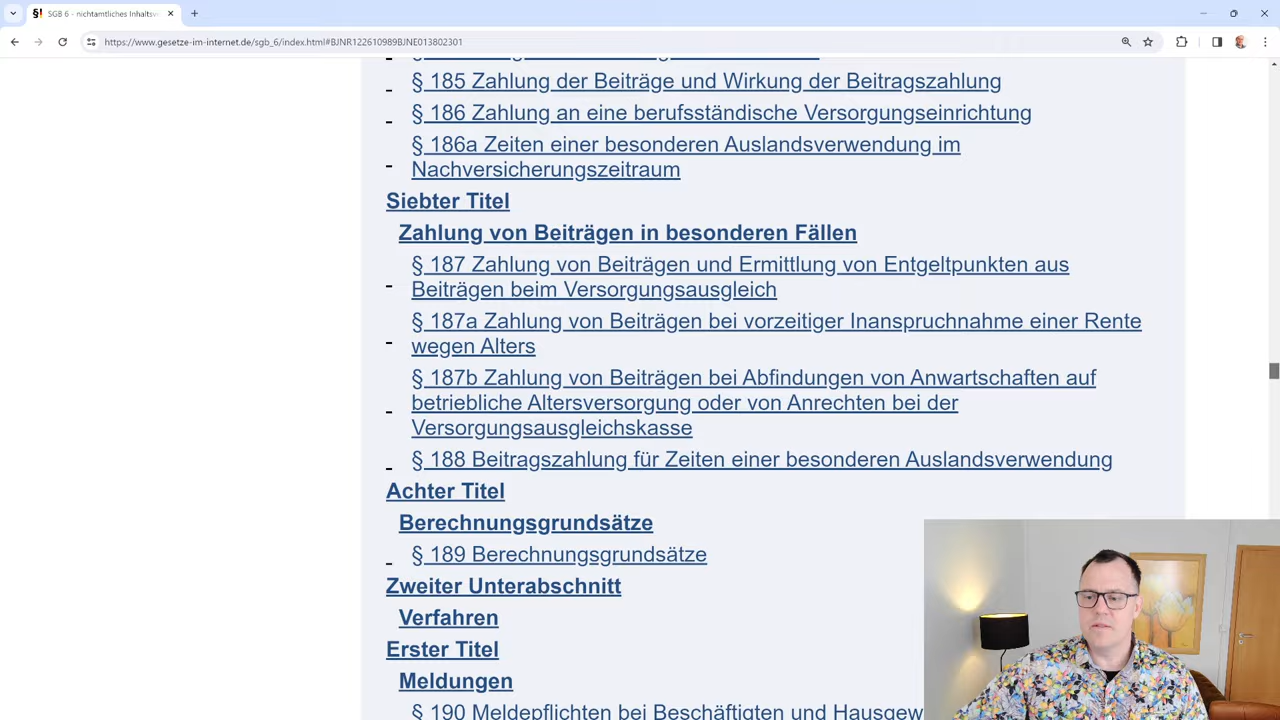 SGB 6 - nichtamtliches Inhaltsv
https://www.gesetze-im-internet.de/sgb_6/index.html#BJNR122610989BJNE013802301
§ 185 Zahlung der Beiträge und Wirkung der Beitragszahlung
§ 186 Zahlung an eine berufsständische Versorgungseinrichtung
§ 186a Zeiten einer besonderen Auslandsverwendung im
Nachversicherungszeitraum
Siebter Titel
Zahlung von Beiträgen in besonderen Fällen
§ 187 Zahlung von Beiträgen und Ermittlung von Entgeltpunkten aus
Beiträgen beim Versorgungsausgleich
§ 187a Zahlung von Beiträgen bei vorzeitiger Inanspruchnahme einer Rente
wegen Alters
§ 187b Zahlung von Beiträgen bei Abfindungen von Anwartschaften auf
betriebliche Altersversorgung oder von Anrechten bei der
Versorgungsausgleichskasse
§ 188 Beitragszahlung für Zeiten einer besonderen Auslandsverwendung
Achter Titel
Berechnungsgrundsätze
§ 189 Berechnungsgrundsätze
Zweiter Unterabschnitt
Verfahren
Erster Titel
Meldungen
§ 190 Meldepflichten bei Beschäftigten und Hausgew